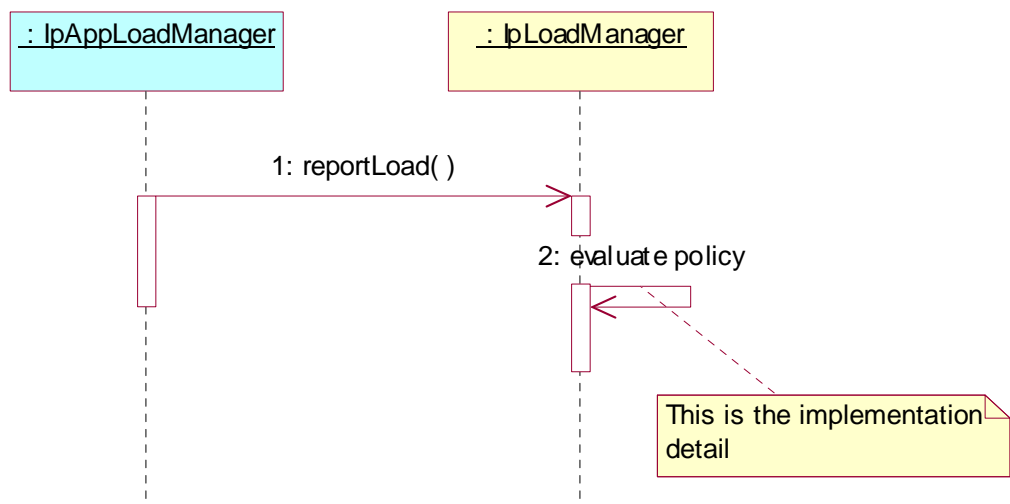 : IpAppLoadManager
: IpLoadManager
1: reportLoad( )
2: evaluate policy
This is the implementation
detail